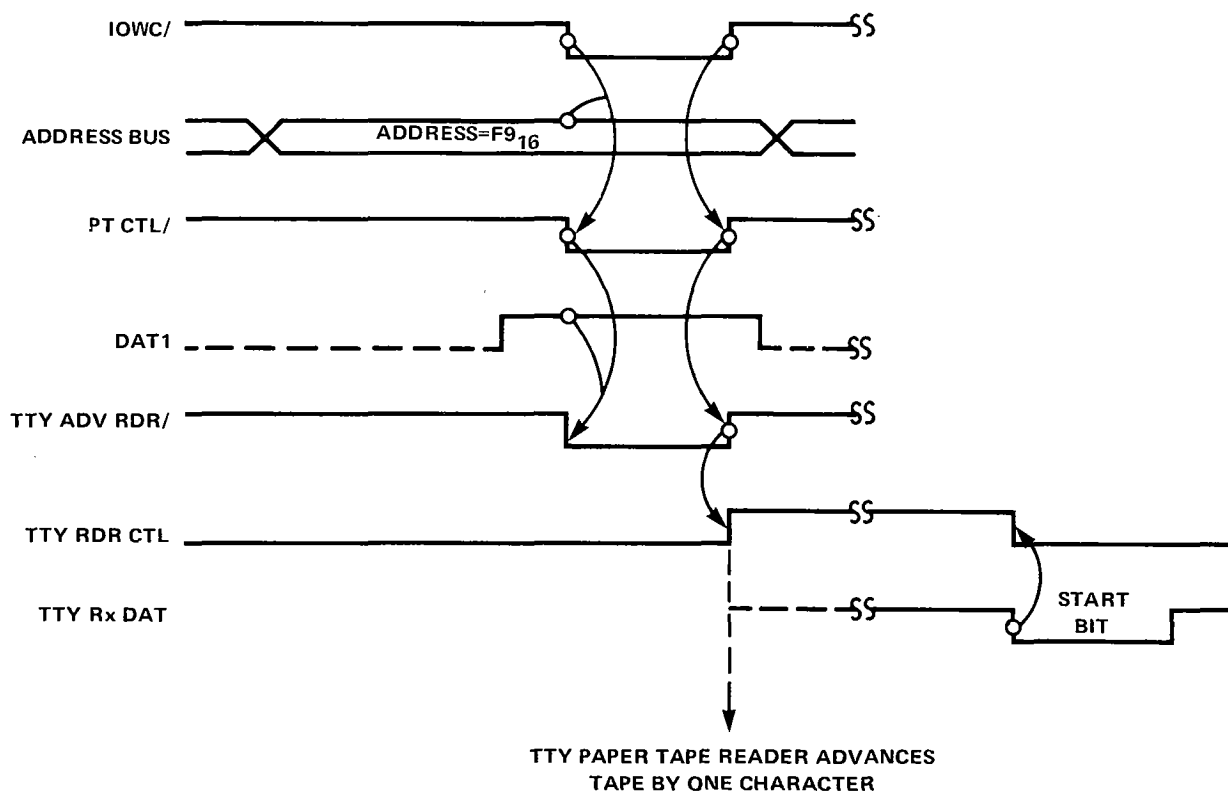 IOWC/
ADDRESS BUS
ADDRESS=F9₁₆
PT CTL/
DAT1
TTY ADV RDR/
TTY RDR CTL
TTY Rx DAT
START
BIT
TTY PAPER TAPE READER ADVANCES
TAPE BY ONE CHARACTER